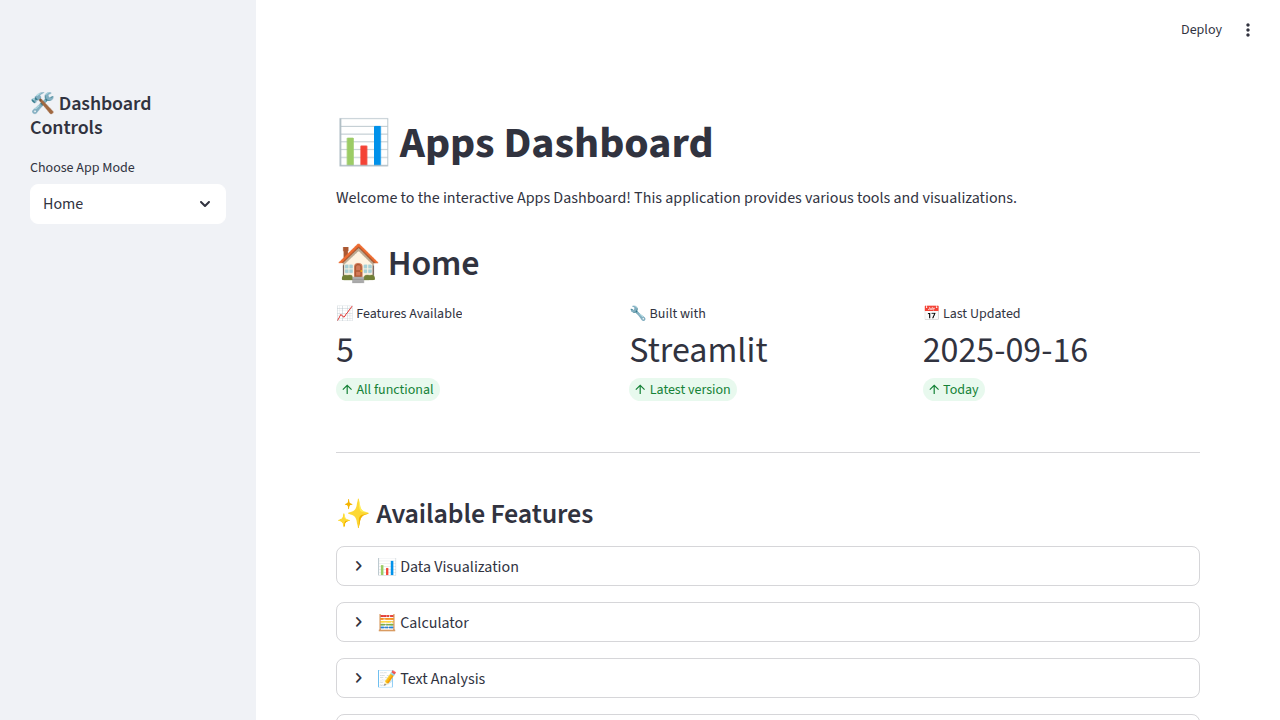 Deploy
🛠️ Dashboard
Controls
Choose App Mode
Home
📊 Apps Dashboard
Welcome to the interactive Apps Dashboard! This application provides various tools and visualizations.
🏠 Home
📈 Features Available
5
↑ All functional
🔧 Built with
Streamlit
↑ Latest version
📅 Last Updated
2025-09-16
↑ Today
✨ Available Features
📊 Data Visualization
🧮 Calculator
📝 Text Analysis